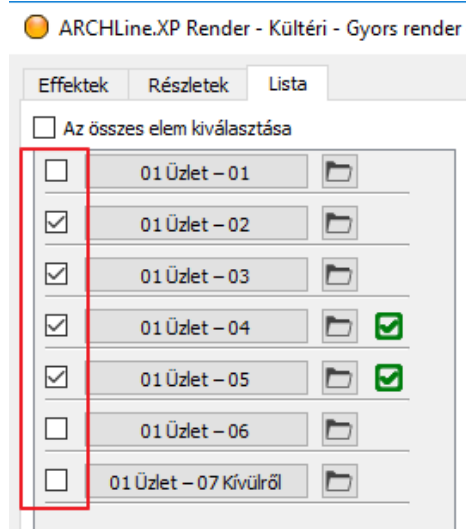 ARCHLine.XP Render - Kültéri - Gyors render
Effektek Részletek Lista
Az összes elem kiválasztása
01 Üzlet – 01
01 Üzlet – 02
01 Üzlet – 03
01 Üzlet – 04
01 Üzlet – 05
01 Üzlet – 06
01 Üzlet – 07 Kívülről